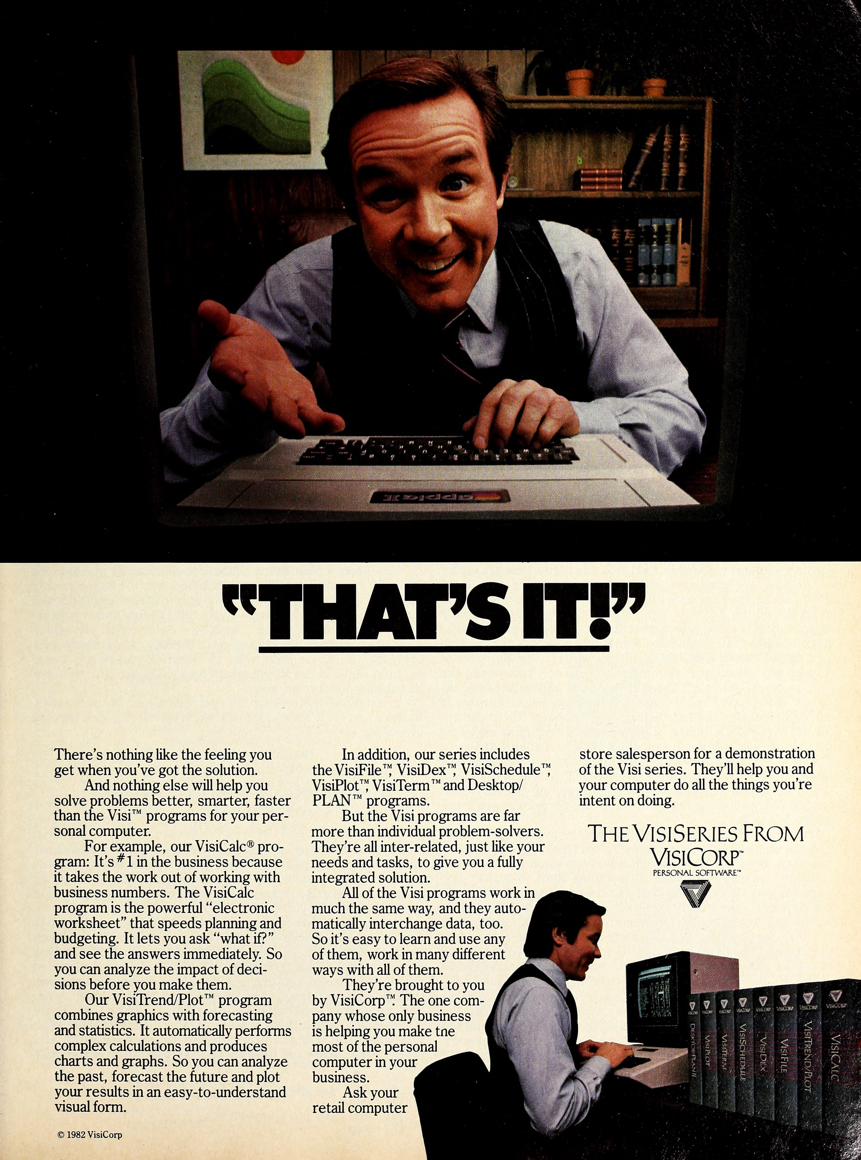 apple II
“THAT’S IT!”
There’s nothing like the feeling you
get when you’ve got the solution.
And nothing else will help you
solve problems better, smarter, faster
than the Visi™ programs for your per-
sonal computer.
For example, our VisiCalc® pro-
gram: It’s #1 in the business because
it takes the work out of working with
business numbers. The VisiCalc
program is the powerful “electronic
worksheet” that speeds planning and
budgeting. It lets you ask “what if?”
and see the answers immediately. So
you can analyze the impact of deci-
sions before you make them.
Our VisiTrend/Plot™ program
combines graphics with forecasting
and statistics. It automatically performs
complex calculations and produces
charts and graphs. So you can analyze
the past, forecast the future and plot
your results in an easy-to-understand
visual form.
© 1982 VisiCorp
In addition, our series includes
the VisiFile™, VisiDex™, VisiSchedule™,
VisiPlot™, VisiTerm™ and Desktop/
PLAN™ programs.
But the Visi programs are far
more than individual problem-solvers.
They’re all inter-related, just like your
needs and tasks, to give you a fully
integrated solution.
All of the Visi programs work in
much the same way, and they auto-
matically interchange data, too.
So it’s easy to learn and use any
of them, work in many different
ways with all of them.
They’re brought to you
by VisiCorp™. The one com-
pany whose only business
is helping you make the
most of the personal
computer in your
business.
Ask your
retail computer
store salesperson for a demonstration
of the Visi series. They’ll help you and
your computer do all the things you’re
intent on doing.
THE VISISERIES FROM
VISICORP™
PERSONAL SOFTWARE™
DESKTOP/PLAN
VISIPLOT
VISITERM
VISISCHEDULE
VISIDEX
VISIFILE
VISITREND/PLOT
VISICALC